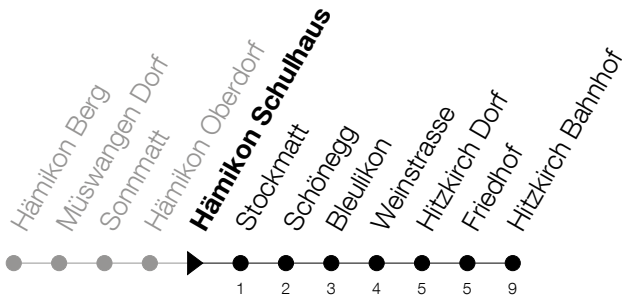 Hämikon Berg
Müswangen Dorf
Sonnmatt
Hämikon Oberdorf
Hämikon Schulhaus
Stockmatt
Schönegg
Bleulikon
Weinstrasse
Hitzkirch Dorf
Friedhof
Hitzkirch Bahnhof
1 2 3 4 5 5 9